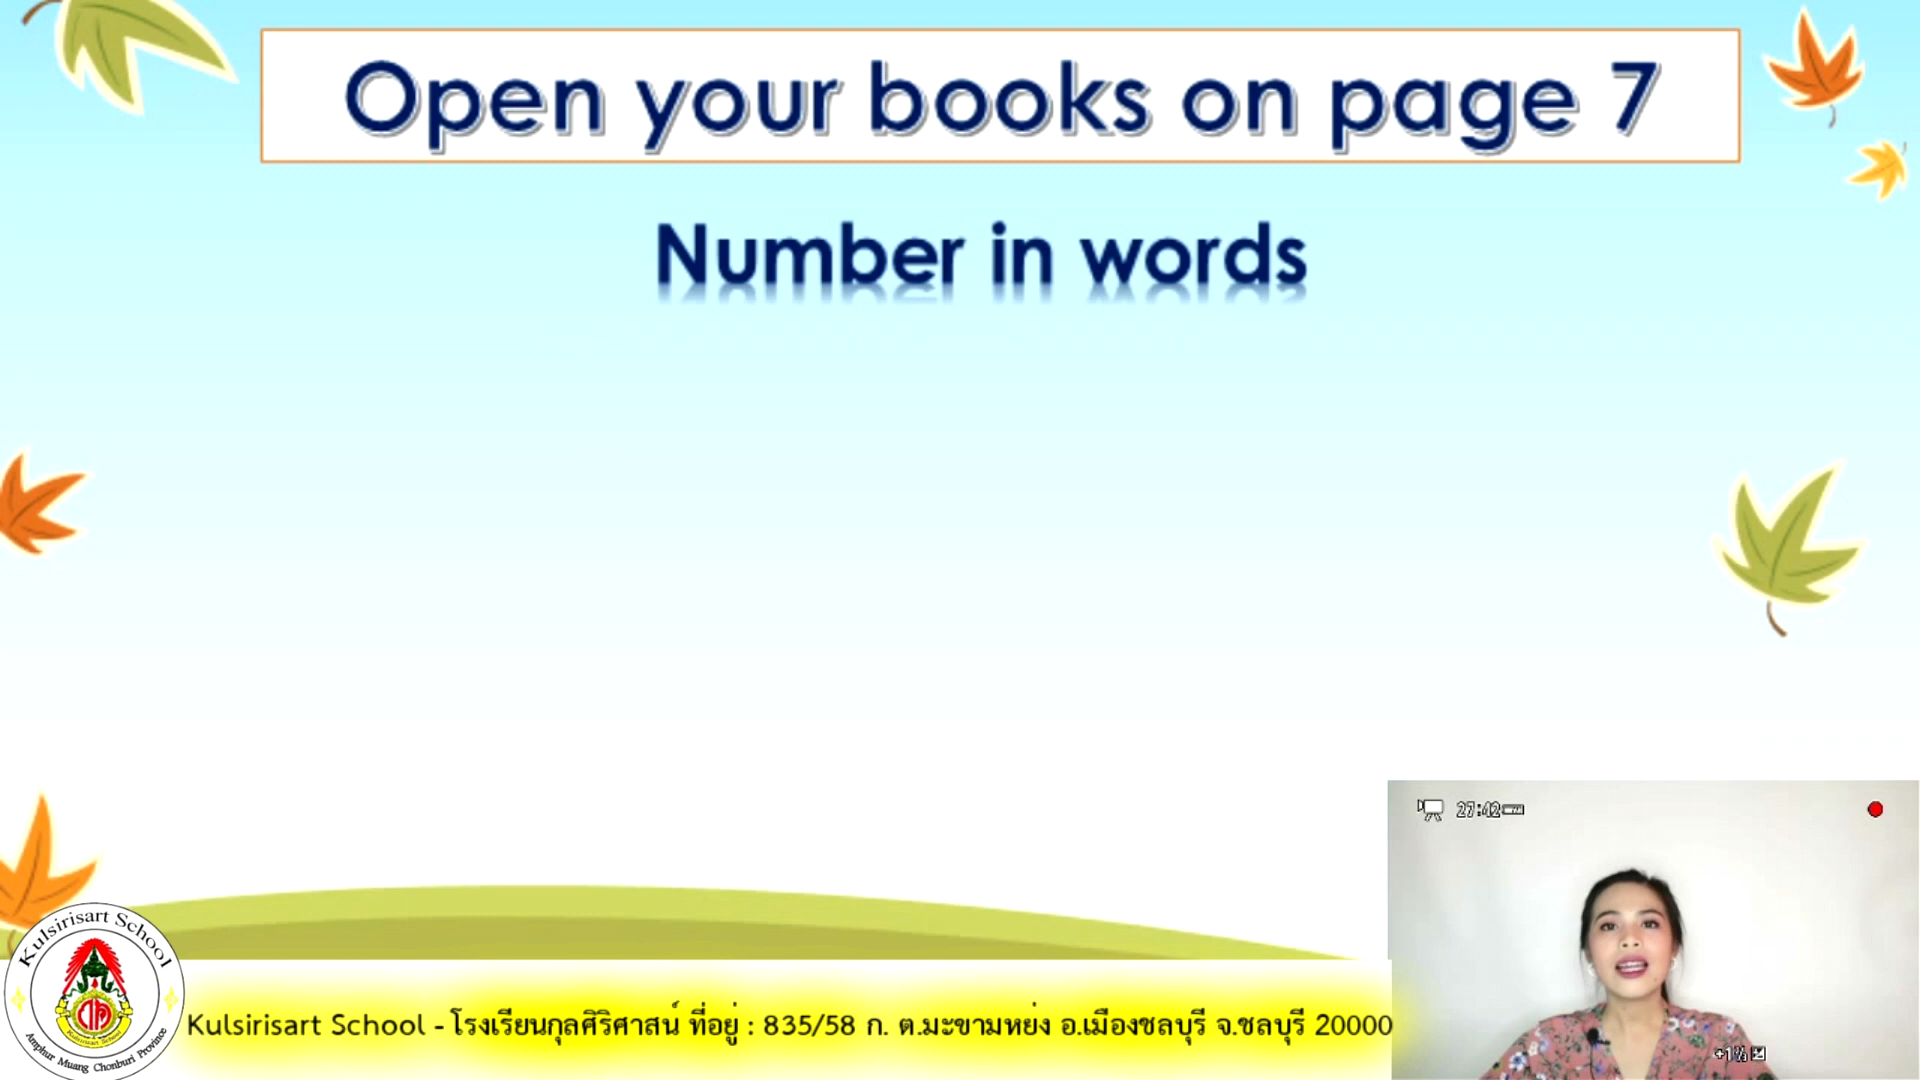 Open your books on page 7
Number in words
27:42
Kulsirisart School
Amphur Muang Chonburi Province
Kulsirisart School - โรงเรียนกุลศิริศาสน์ ที่อยู่ : 835/58 ก. ต.มะขามหย่ง อ.เมืองชลบุรี จ.ชลบุรี 20000